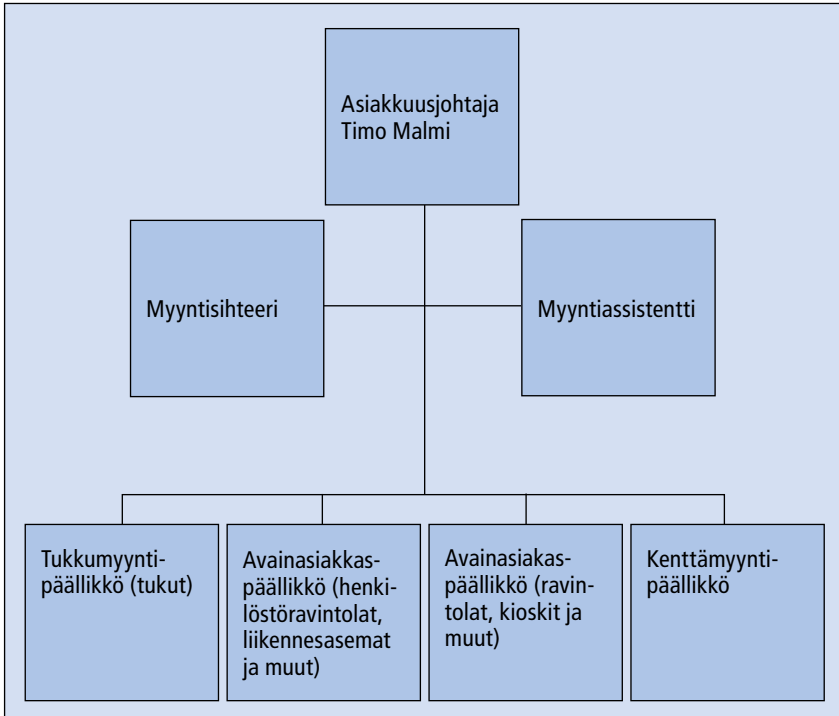 Asiakkuusjohtaja
Timo Malmi
Myyntisihteeri
Myyntiassistentti
Tukkumyynti-
päällikkö (tukut)
Avainasiakkas-
päällikkö (henki-
löstöravintolat,
liikennesasemat
ja muut)
Avainasiakas-
päällikkö (ravin-
tolat, kioskit ja
muut)
Kenttämyynti-
päällikkö